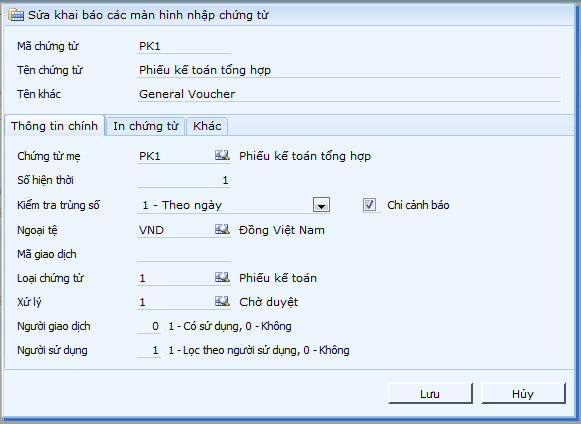 Sửa khai báo các màn hình nhập chứng từ
Mã chứng từ PK1
Tên chứng từ Phiếu kế toán tổng hợp
Tên khác General Voucher
Thông tin chính In chứng từ Khác
Chứng từ mẹ PK1 Phiếu kế toán tổng hợp
Số hiện thời 1
Kiểm tra trùng số 1 - Theo ngày Chỉ cảnh báo
Ngoại tệ VND Đồng Việt Nam
Mã giao dịch
Loại chứng từ 1 Phiếu kế toán
Xử lý 1 Chờ duyệt
Người giao dịch 0 1 - Có sử dụng, 0 - Không
Người sử dụng 1 1 - Lọc theo người sử dụng, 0 - Không
Lưu Hủy